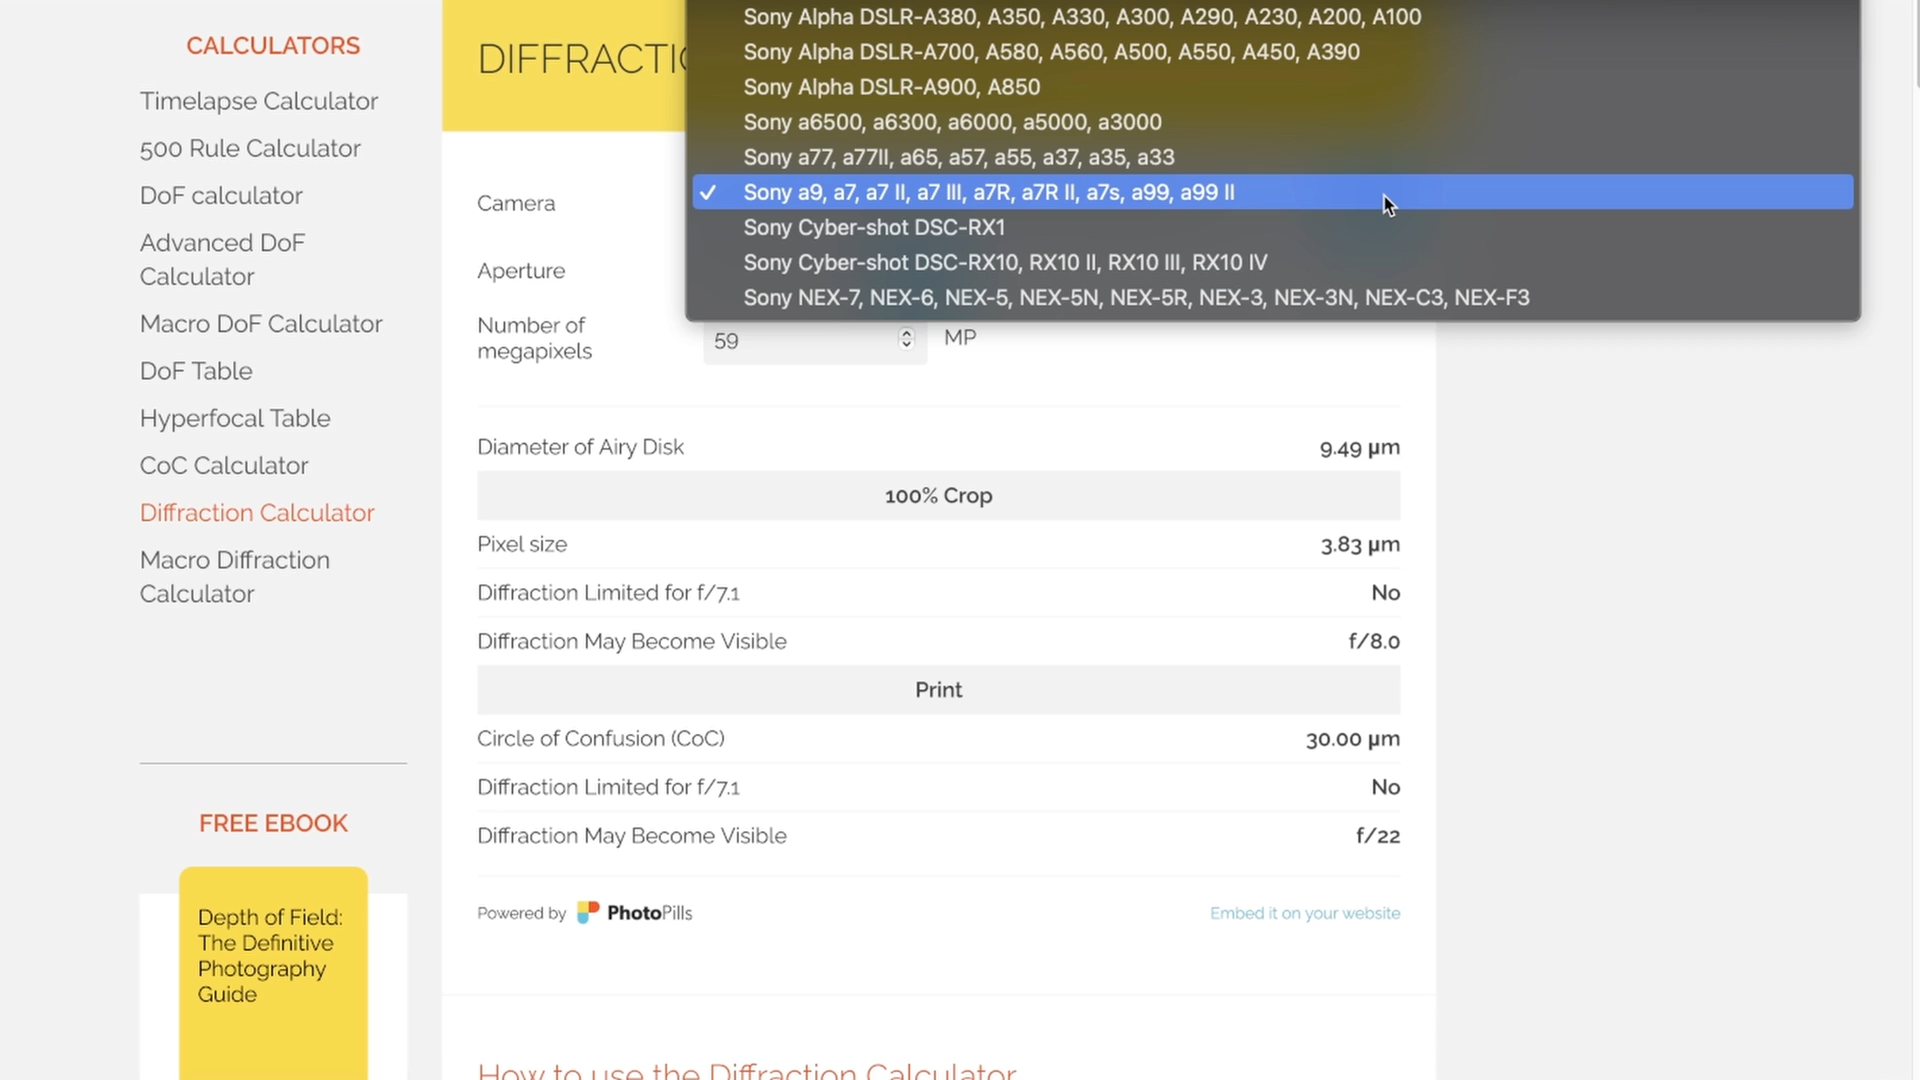 CALCULATORS
Timelapse Calculator
500 Rule Calculator
DoF calculator
Advanced DoF
Calculator
Macro DoF Calculator
DoF Table
Hyperfocal Table
CoC Calculator
Diffraction Calculator
Macro Diffraction
Calculator
FREE EBOOK
Depth of Field:
The Definitive
Photography
Guide
Sony Alpha DSLR-A380, A350, A330, A300, A290, A230, A200, A100
Sony Alpha DSLR-A700, A580, A560, A500, A550, A450, A390
Sony Alpha DSLR-A900, A850
Sony a6500, a6300, a6000, a5000, a3000
Sony a77, a77II, a65, a57, a55, a37, a35, a33
✓ Sony a9, a7, a7 II, a7 III, a7R, a7R II, a7s, a99, a99 II
Sony Cyber-shot DSC-RX1
Sony Cyber-shot DSC-RX10, RX10 II, RX10 III, RX10 IV
Sony NEX-7, NEX-6, NEX-5, NEX-5N, NEX-5R, NEX-3, NEX-3N, NEX-C3, NEX-F3
Camera
Aperture
Number of
megapixels
59 MP
Diameter of Airy Disk 9.49 µm
100% Crop
Pixel size 3.83 µm
Diffraction Limited for f/7.1 No
Diffraction May Become Visible f/8.0
Print
Circle of Confusion (CoC) 30.00 µm
Diffraction Limited for f/7.1 No
Diffraction May Become Visible f/22
Powered by PhotoPills Embed it on your website
How to use the Diffraction Calculator